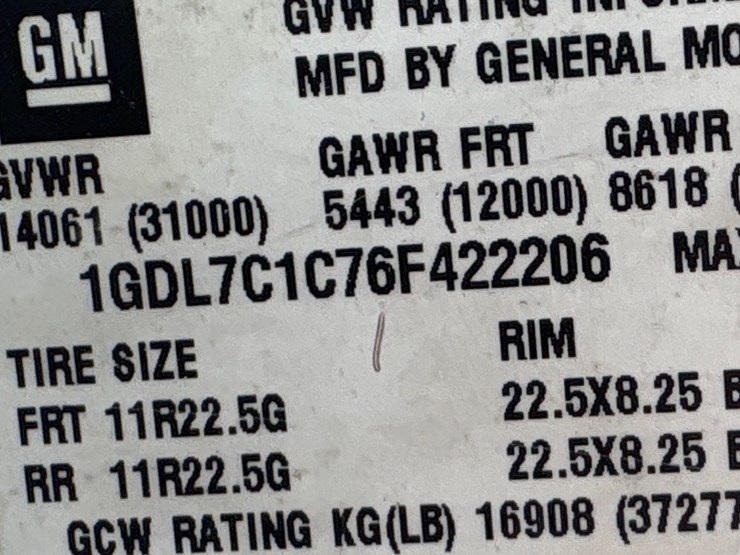 GM
GVW RATING
MFD BY GENERAL MO
GVWR GAWR FRT GAWR
14061 (31000) 5443 (12000) 8618 (
1GDL7C1C76F422206 MAX
TIRE SIZE RIM
FRT 11R22.5G 22.5X8.25
RR 11R22.5G 22.5X8.25
GCW RATING KG(LB) 16908 (37277